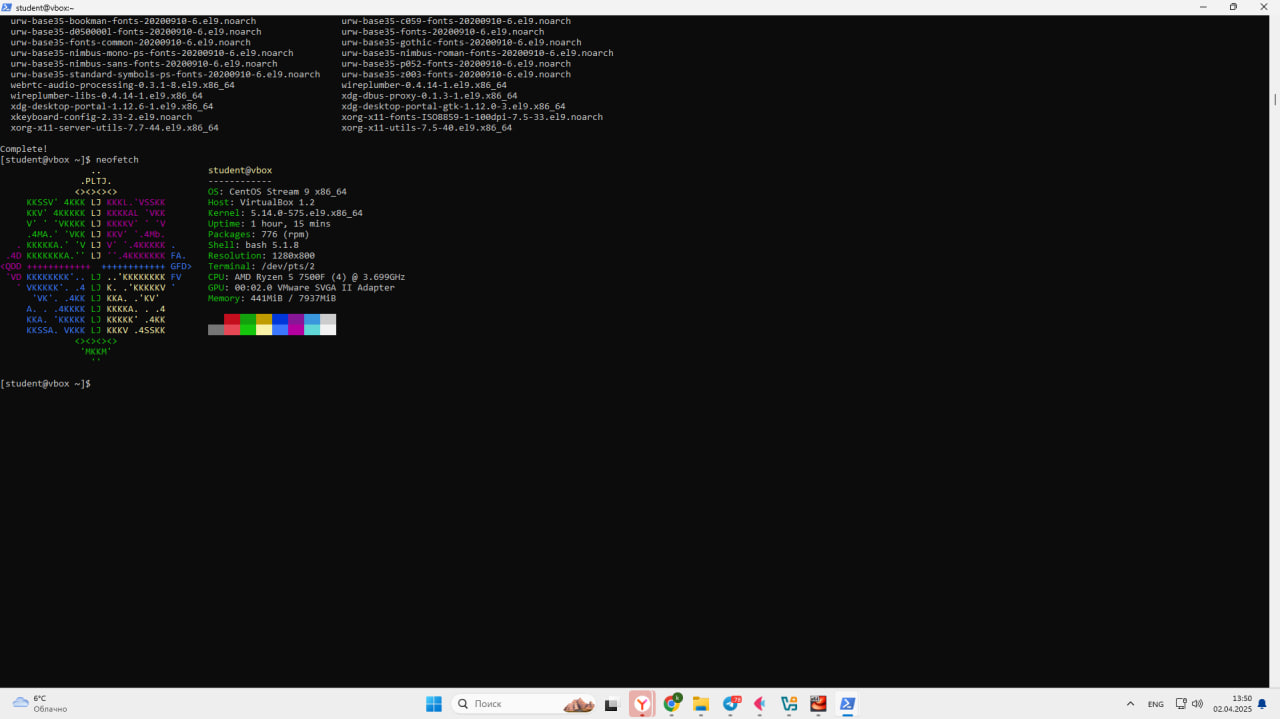 student@vbox:~
urw-base35-bookman-fonts-20200910-6.el9.noarch urw-base35-c059-fonts-20200910-6.el9.noarch
urw-base35-d050000l-fonts-20200910-6.el9.noarch urw-base35-fonts-20200910-6.el9.noarch
urw-base35-fonts-common-20200910-6.el9.noarch urw-base35-gothic-fonts-20200910-6.el9.noarch
urw-base35-nimbus-mono-ps-fonts-20200910-6.el9.noarch urw-base35-nimbus-roman-fonts-20200910-6.el9.noarch
urw-base35-nimbus-sans-fonts-20200910-6.el9.noarch urw-base35-p052-fonts-20200910-6.el9.noarch
urw-base35-standard-symbols-ps-fonts-20200910-6.el9.noarch urw-base35-z003-fonts-20200910-6.el9.noarch
webrtc-audio-processing-0.3.1-8.el9.x86_64 wireplumber-0.4.14-1.el9.x86_64
wireplumber-libs-0.4.14-1.el9.x86_64 xdg-dbus-proxy-0.1.3-1.el9.x86_64
xdg-desktop-portal-1.12.6-1.el9.x86_64 xdg-desktop-portal-gtk-1.12.0-3.el9.x86_64
xkeyboard-config-2.33-2.el9.noarch xorg-x11-fonts-ISO8859-1-100dpi-7.5-33.el9.noarch
xorg-x11-server-utils-7.7-44.el9.x86_64 xorg-x11-utils-7.5-40.el9.x86_64
Complete!
[student@vbox ~]$ neofetch
.. student@vbox
.PLTJ. ------------
<><><><> OS: CentOS Stream 9 x86_64
KKSSV' 4KKK LJ KKKL.'VSSKK Host: VirtualBox 1.2
KKV' 4KKKKK LJ KKKKAL 'VKK Kernel: 5.14.0-575.el9.x86_64
V' ' 'VKKKK LJ KKKKV' ' 'V Uptime: 1 hour, 15 mins
.4MA.' 'VKK LJ KKV' '.4Mb. Packages: 776 (rpm)
. KKKKKA.' 'V LJ V' '.4KKKKK . Shell: bash 5.1.8
.4D KKKKKKKA.'' LJ ''.4KKKKKKK FA. Resolution: 1280x800
<QDD ++++++++++++ ++++++++++++ GFD> Terminal: /dev/pts/2
'VD KKKKKKKK'.. LJ ..'KKKKKKKK FV CPU: AMD Ryzen 5 7500F (4) @ 3.699GHz
' VKKKKK'. .4 LJ K. .'KKKKKV ' GPU: 00:02.0 VMware SVGA II Adapter
'VK'. .4KK LJ KKA. .'KV' Memory: 441MiB / 7937MiB
A. . .4KKKK LJ KKKKA. . .4
KKA. 'KKKKK LJ KKKKK' .4KK
KKSSA. VKKK LJ KKKV .4SSKK
<><><><>
'MKKM'
''
[student@vbox ~]$
6°C
Облачно
Поиск
ENG
13:50
02.04.2025